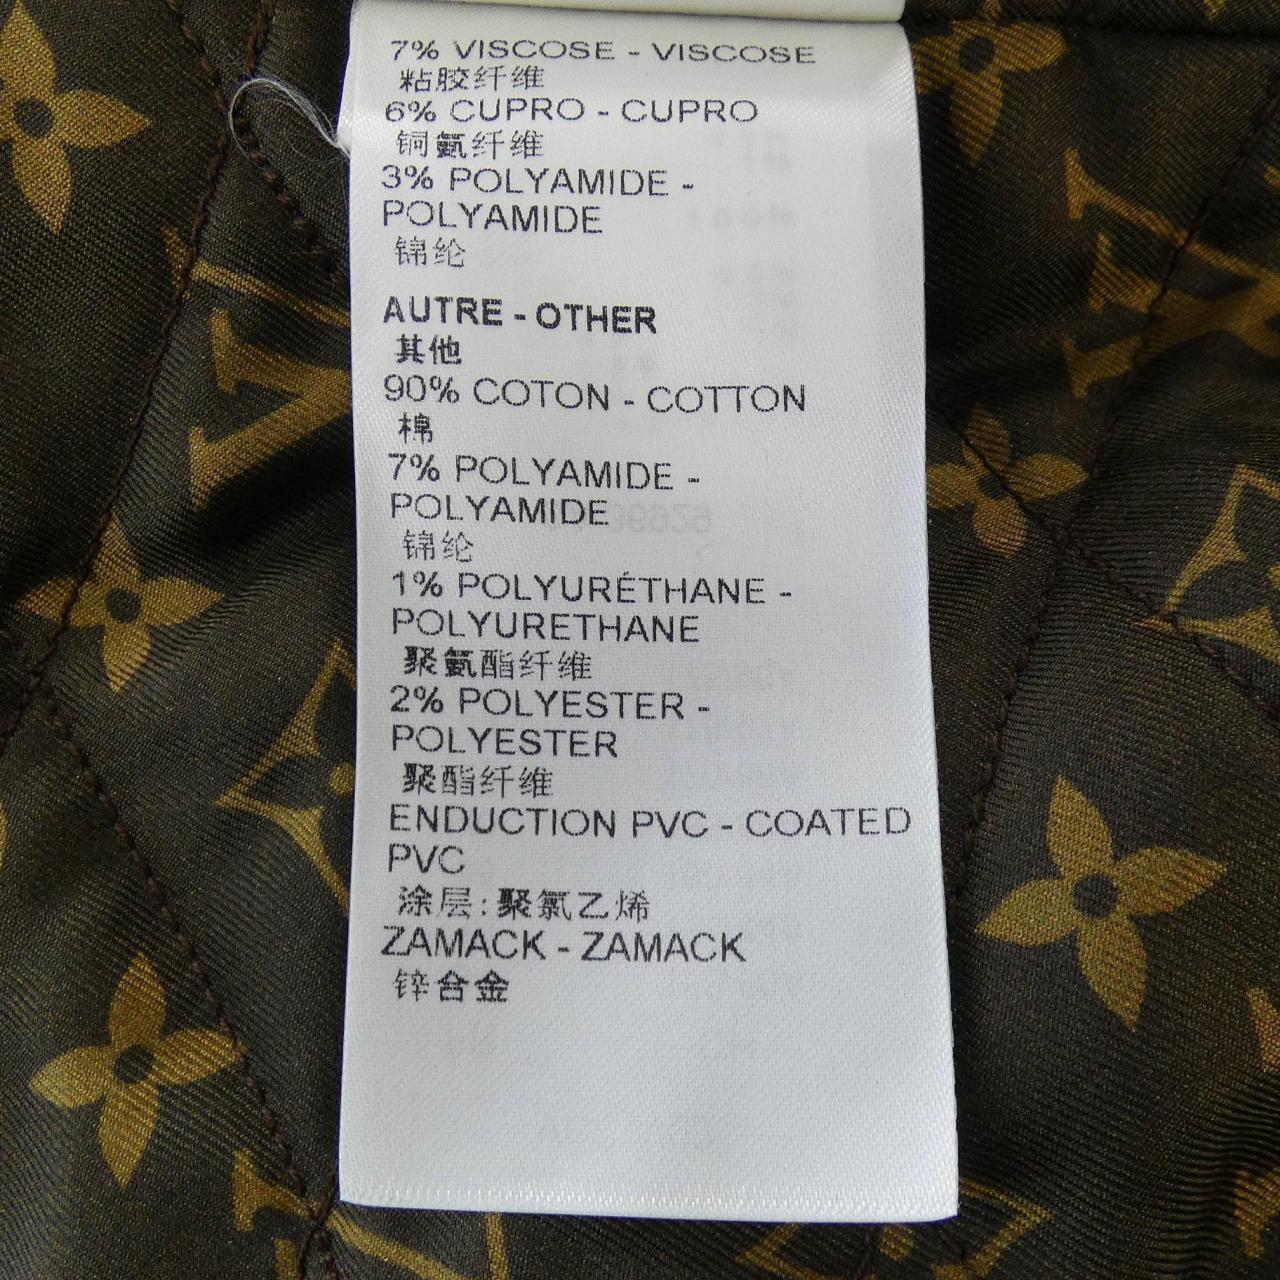 7% VISCOSE - VISCOSE
粘胶纤维
6% CUPRO - CUPRO
铜氨纤维
3% POLYAMIDE -
POLYAMIDE
锦纶
AUTRE - OTHER
其他
90% COTON - COTTON
棉
7% POLYAMIDE -
POLYAMIDE
锦纶
1% POLYURÉTHANE -
POLYURETHANE
聚氨酯纤维
2% POLYESTER -
POLYESTER
聚酯纤维
ENDUCTION PVC - COATED
PVC
涂层:聚氯乙烯
ZAMACK - ZAMACK
锌合金